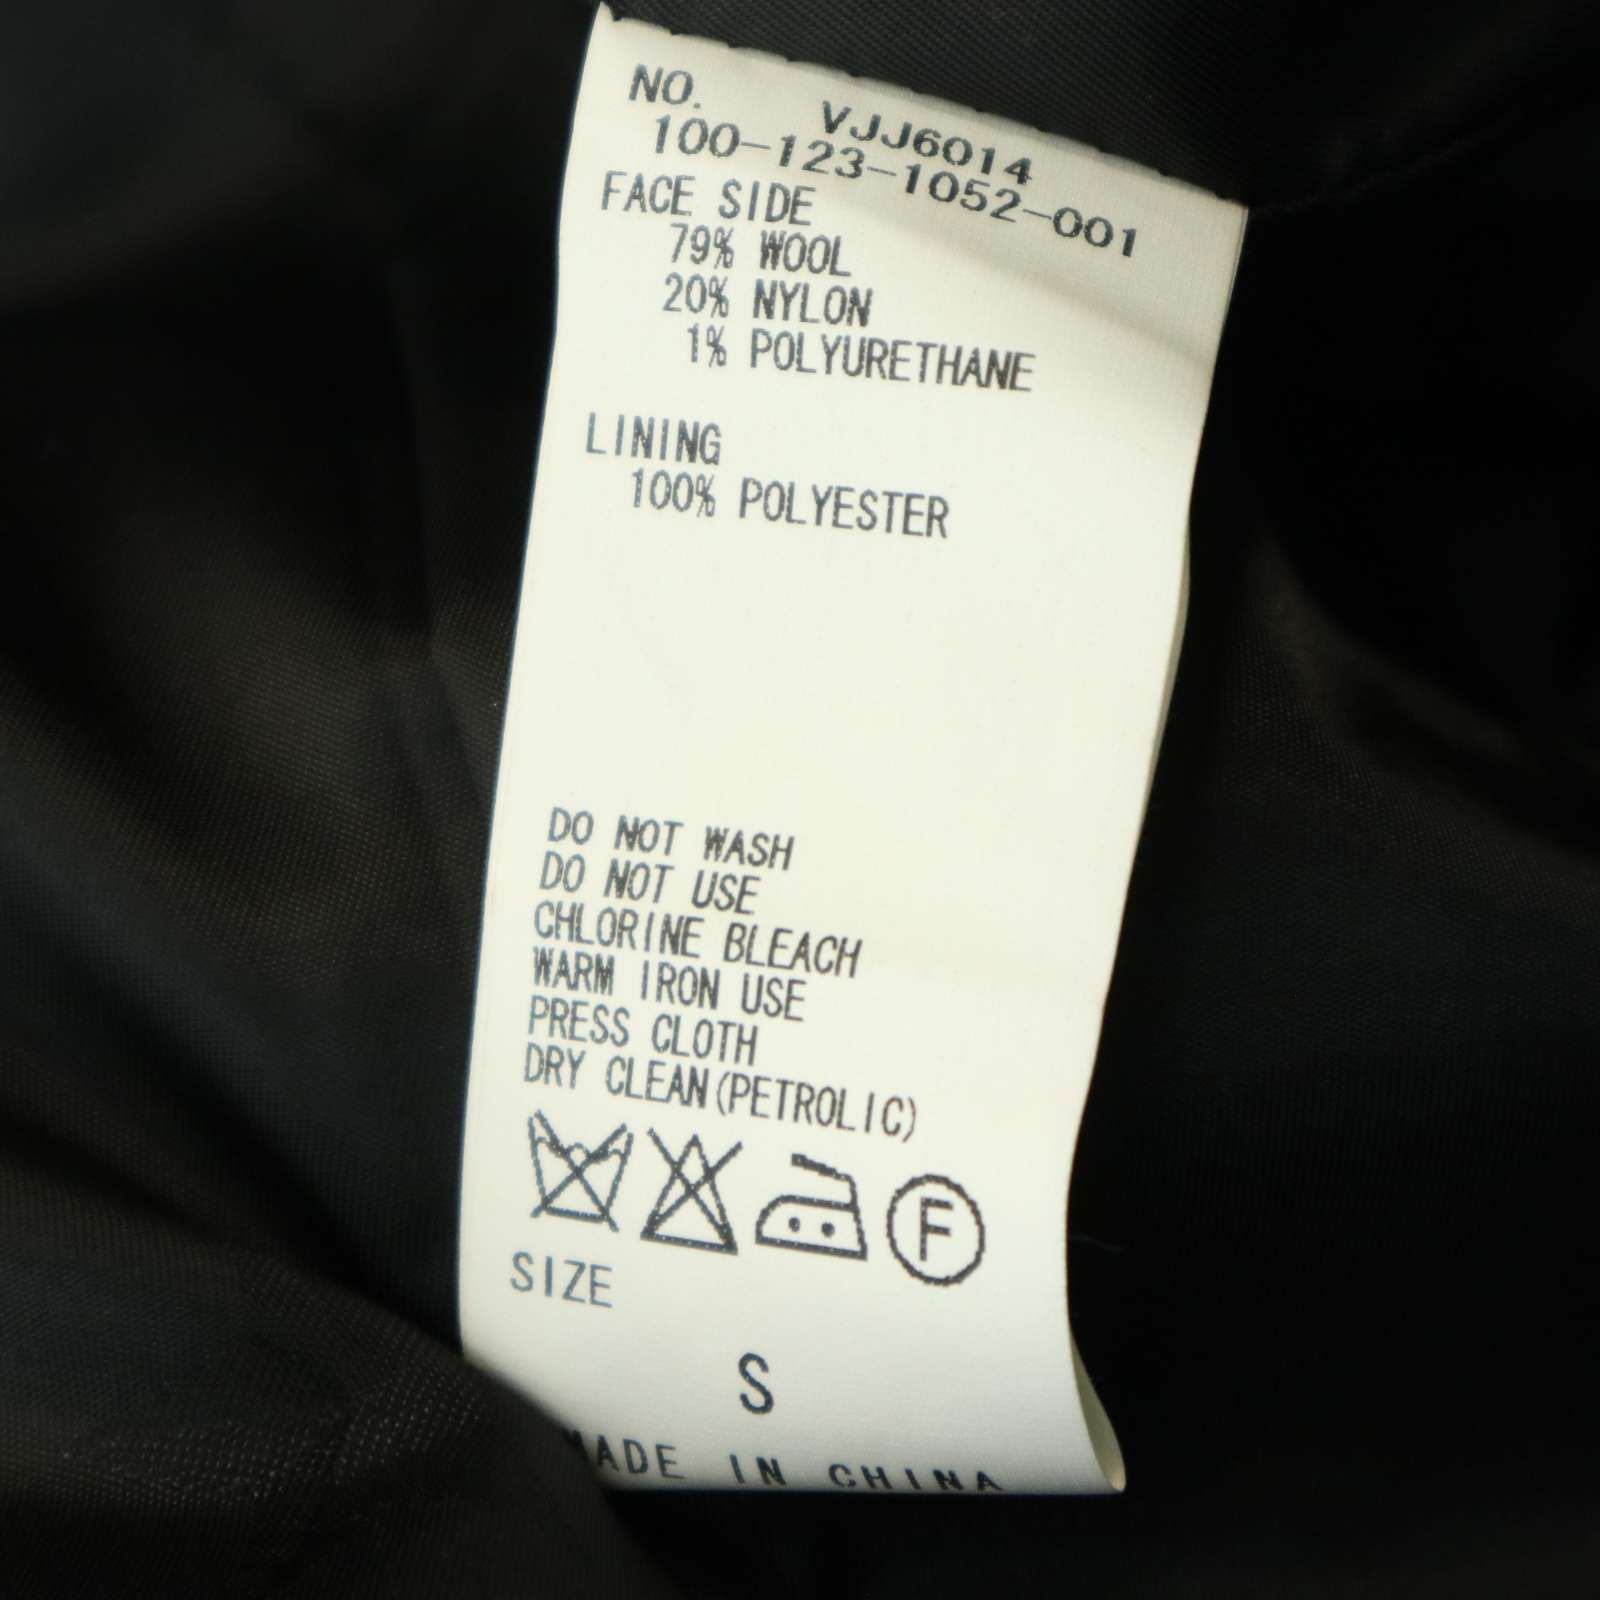 NO. VJJ6014
100-123-1052-001
FACE SIDE
79% WOOL
20% NYLON
1% POLYURETHANE
LINING
100% POLYESTER
DO NOT WASH
DO NOT USE
CHLORINE BLEACH
WARM IRON USE
PRESS CLOTH
DRY CLEAN(PETROLIC)
F
SIZE
S
MADE IN CHINA